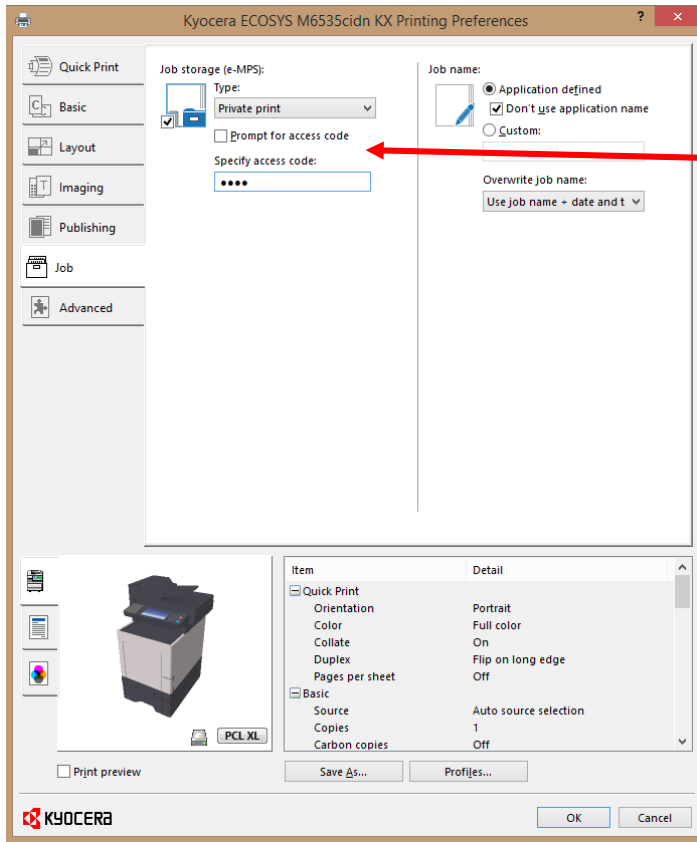 Kyocera ECOSYS M6535cidn KX Printing Preferences
? ×
Quick Print
Basic
Layout
Imaging
Publishing
Job
Advanced
Job storage (e-MPS):
Type:
Private print
Prompt for access code
Specify access code:
••••
Job name:
Application defined
Don't use application name
Custom:
Overwrite job name:
Use job name + date and t
Item Detail
Quick Print
Orientation Portrait
Color Full color
Collate On
Duplex Flip on long edge
Pages per sheet Off
Basic
Source Auto source selection
Copies 1
Carbon copies Off
PCL XL
Print preview
Save As...
Profiles...
KYOCERA
OK
Cancel